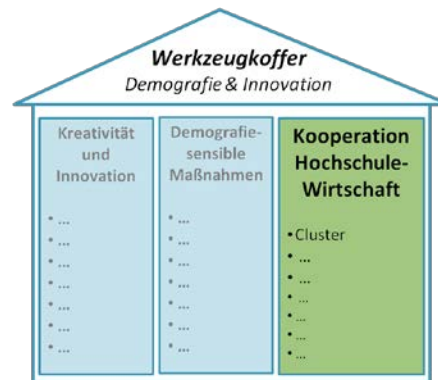 Werkzeugkoffer
Demografie & Innovation
Kreativität
und
Innovation
• ...
• ...
• ...
• ...
• ...
• ...
• ...
Demografie-
sensible
Maßnahmen
• ...
• ...
• ...
• ...
• ...
• ...
• ...
Kooperation
Hochschule-
Wirtschaft
• Cluster
• ...
• ...
• ...
• ...
• ...
• ...